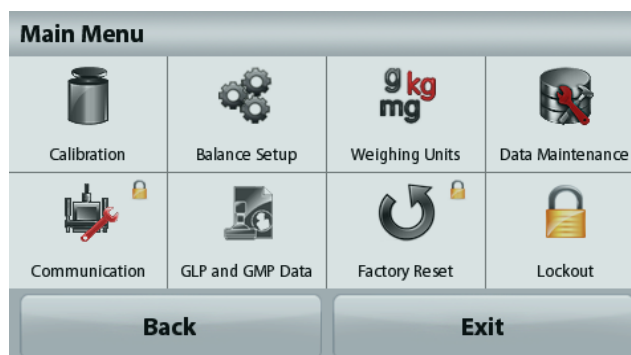 Main Menu
g kg
mg
Calibration
Balance Setup
Weighing Units
Data Maintenance
Communication
GLP and GMP Data
Factory Reset
Lockout
Back
Exit